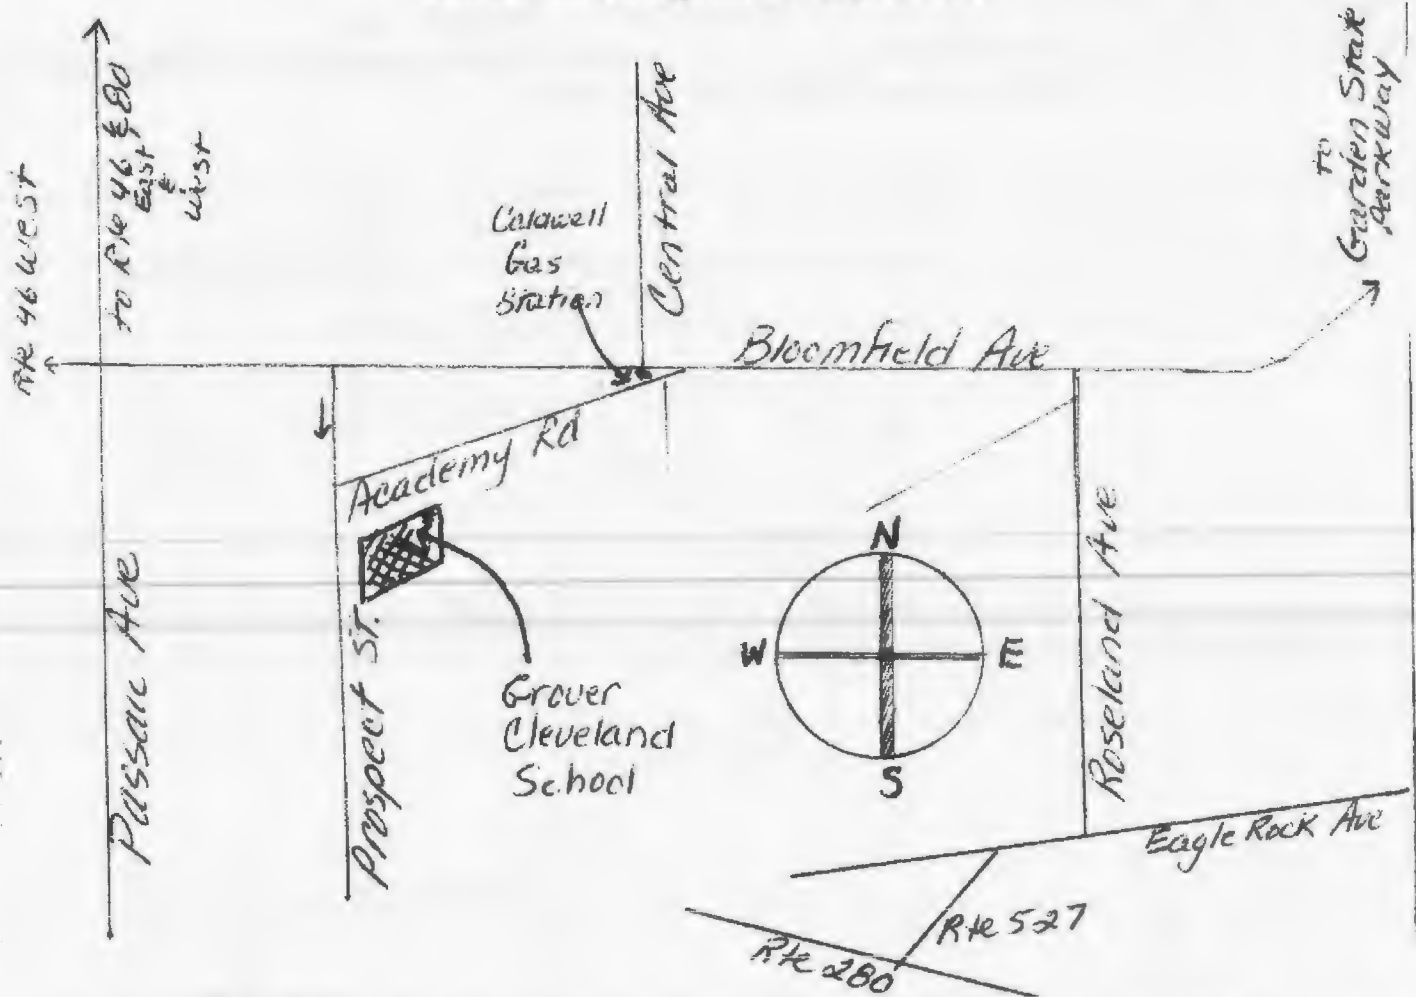 Rte 46 West
to Rte 46 & 80
East
&
West
Caldwell
Gas
Station
Central Ave
to
Garden State
Parkway
Bloomfield Ave
Academy Rd
Passaic Ave
Prospect ST.
Grover
Cleveland
School
N
W
E
S
Roseland Ave
Eagle Rock Ave
Rte 527
Rte 280